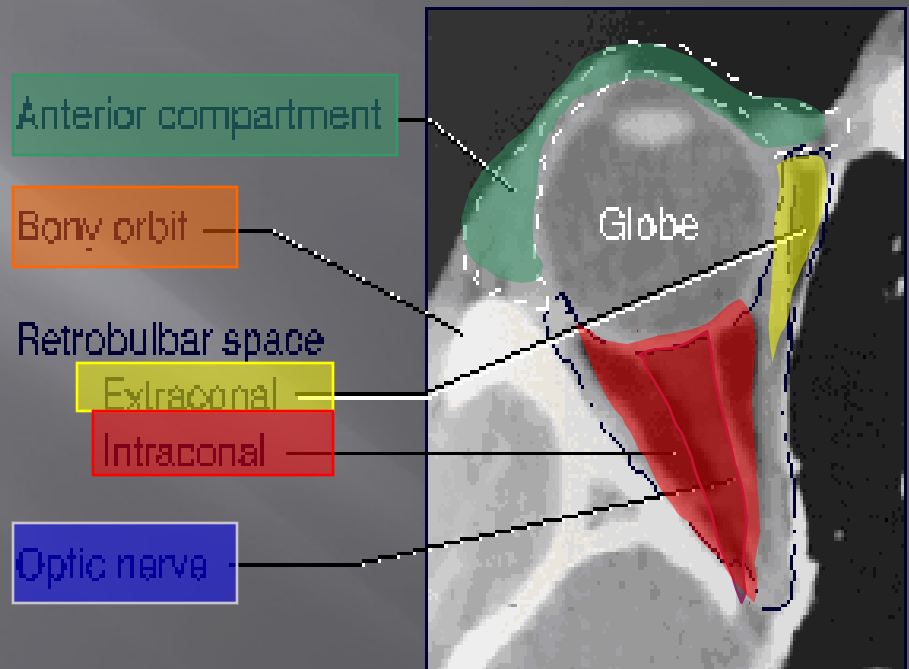 Anterior compartment
Bony orbit
Globe
Retrobulbar space
Extraconal
Intraconal
Optic nerve